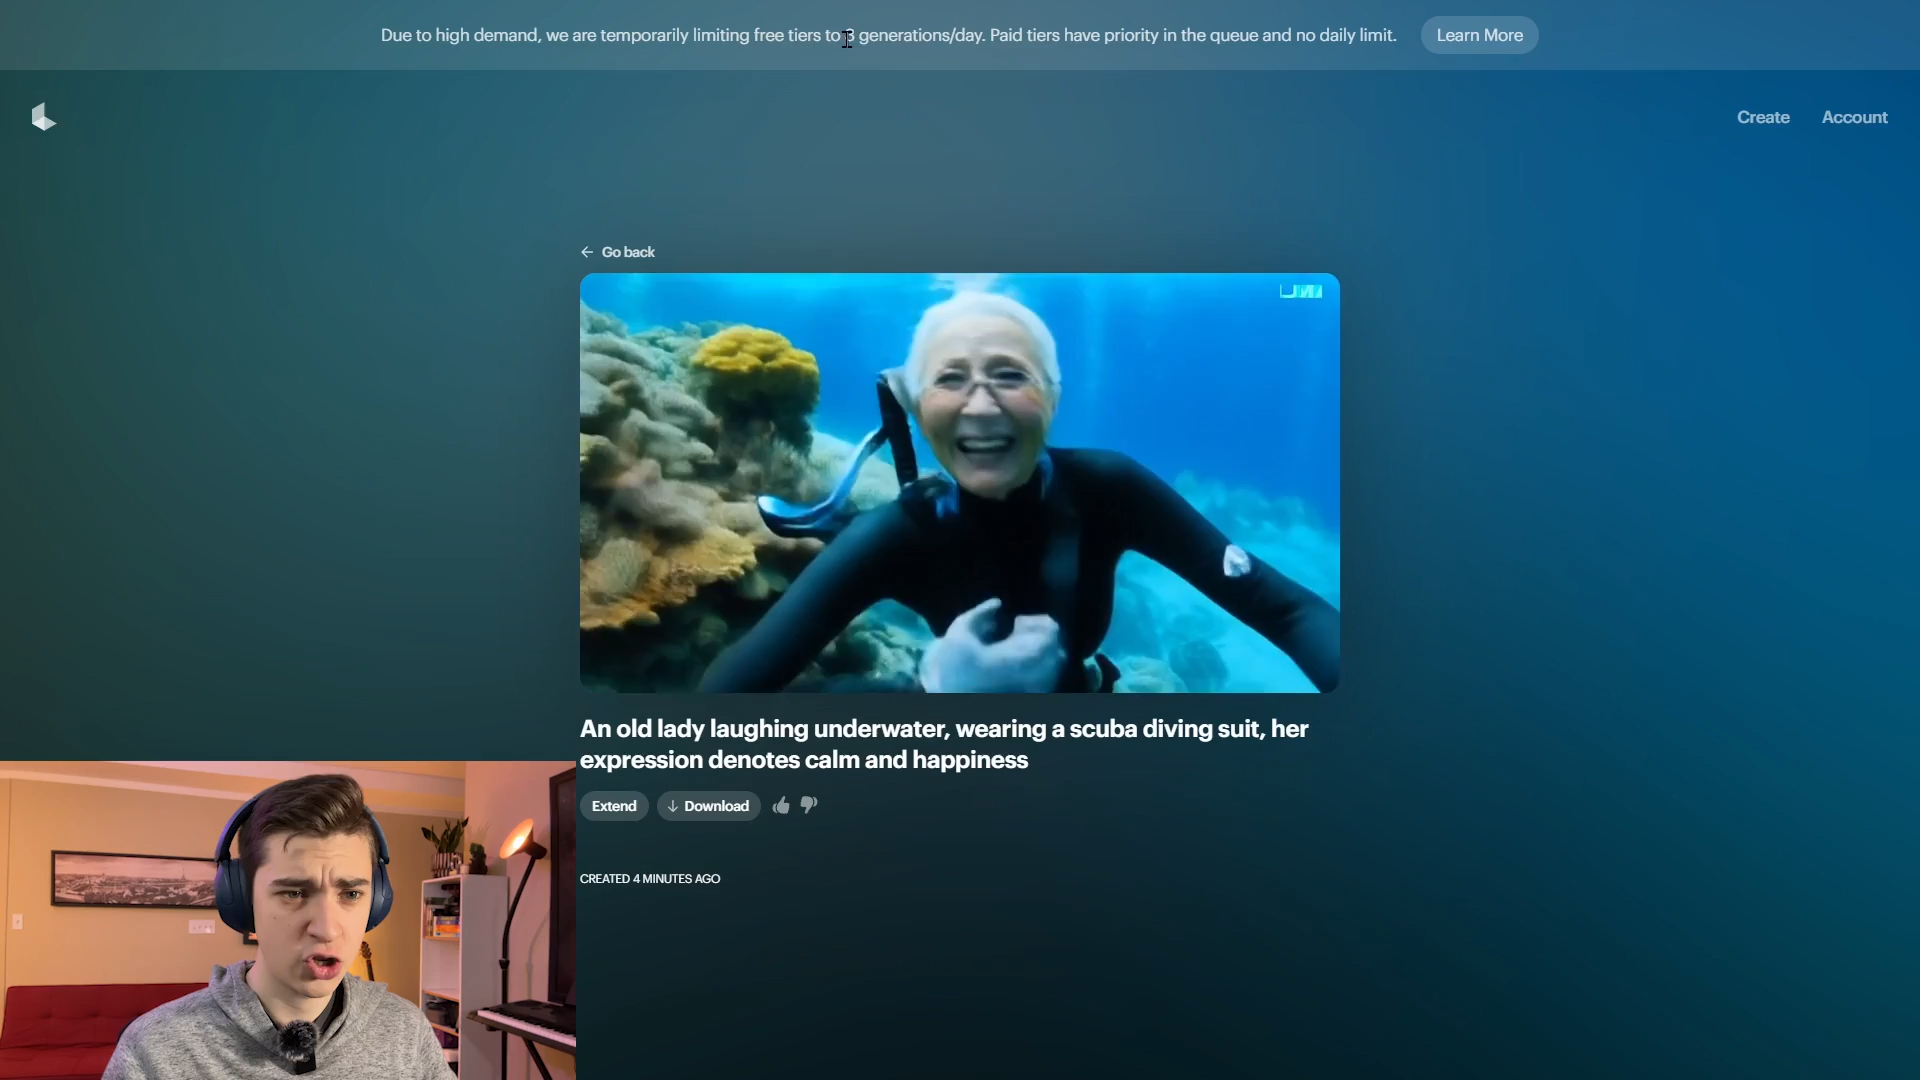 Due to high demand, we are temporarily limiting free tiers to 3 generations/day. Paid tiers have priority in the queue and no daily limit.
Learn More
Create
Account
Go back
An old lady laughing underwater, wearing a scuba diving suit, her
expression denotes calm and happiness
Extend
Download
CREATED 4 MINUTES AGO